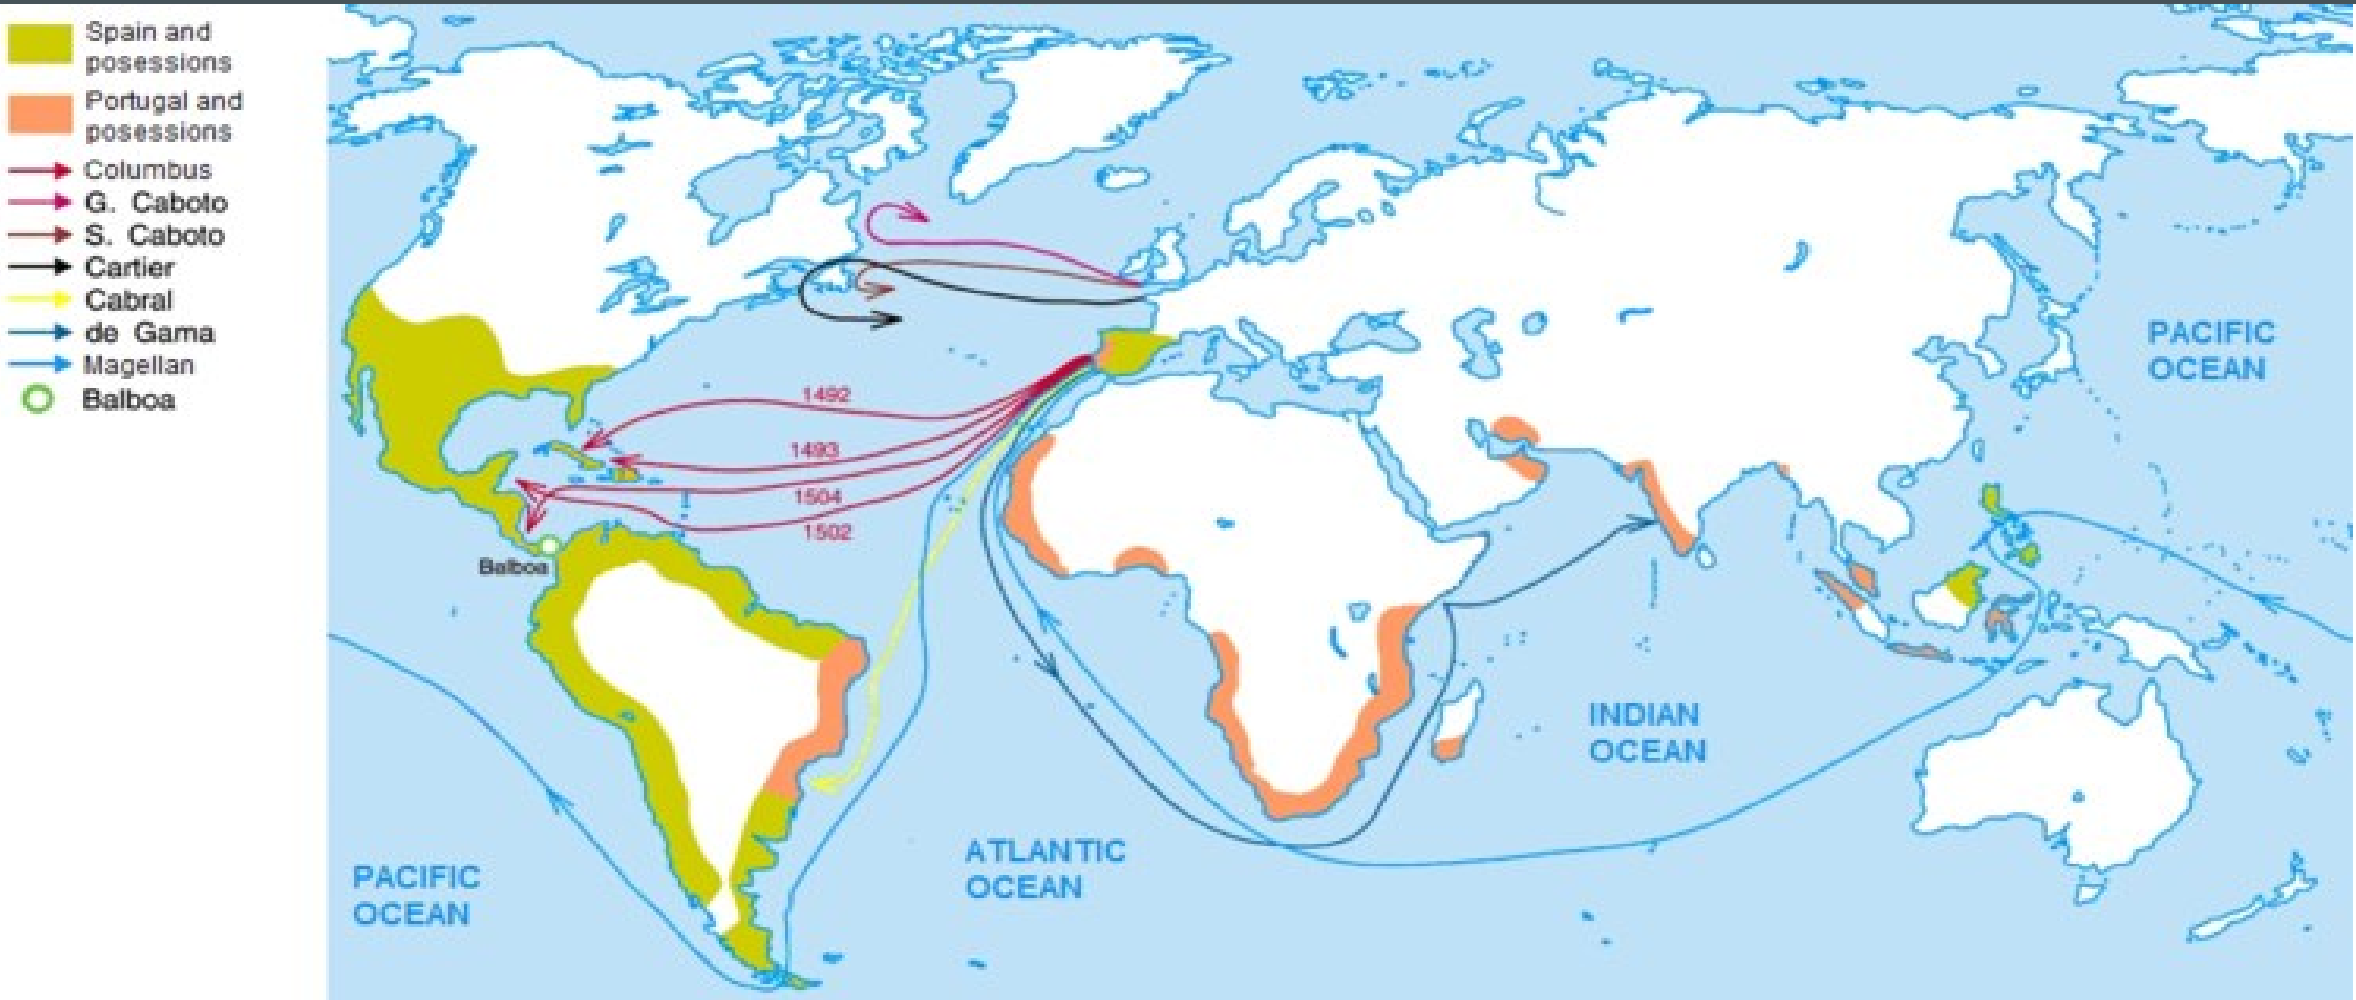 Spain and
posessions
Portugal and
posessions
Columbus
G. Caboto
S. Caboto
Cartier
Cabral
de Gama
Magellan
Balboa
1492
1493
1504
1502
Balboa
PACIFIC
OCEAN
INDIAN
OCEAN
ATLANTIC
OCEAN
PACIFIC
OCEAN